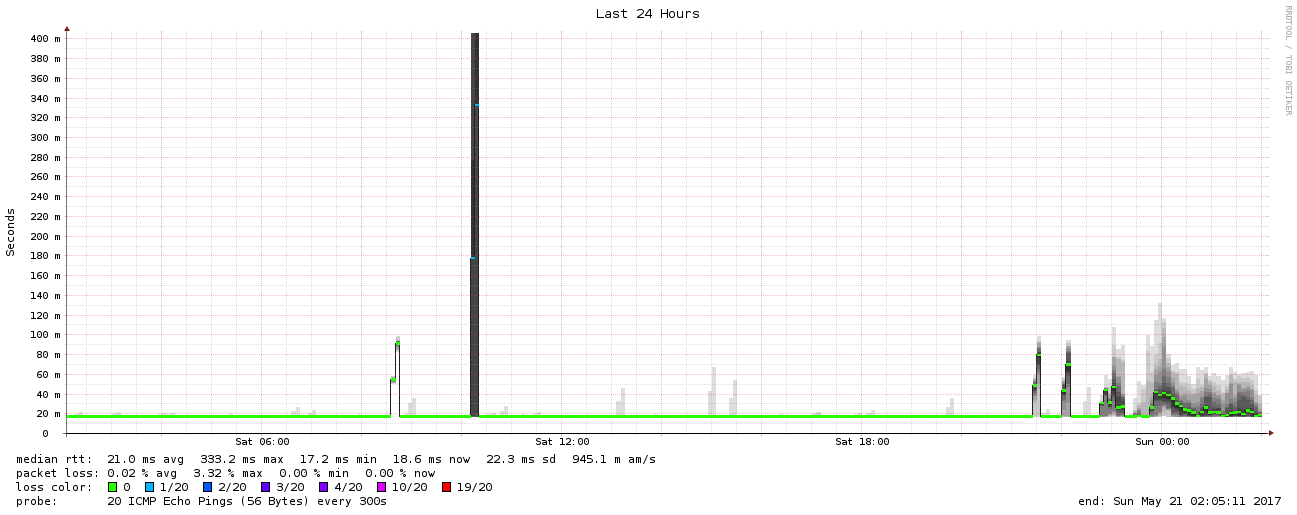 Last 24 Hours
RRDTOOL / TOBI OETIKER
Seconds
400 m
380 m
360 m
340 m
320 m
300 m
280 m
260 m
240 m
220 m
200 m
180 m
160 m
140 m
120 m
100 m
80 m
60 m
40 m
20 m
0
Sat 06:00 Sat 12:00 Sat 18:00 Sun 00:00
median rtt: 21.0 ms avg 333.2 ms max 17.2 ms min 18.6 ms now 22.3 ms sd 945.1 m am/s
packet loss: 0.02 % avg 3.32 % max 0.00 % min 0.00 % now
loss color: 0 1/20 2/20 3/20 4/20 10/20 19/20
probe: 20 ICMP Echo Pings (56 Bytes) every 300s end: Sun May 21 02:05:11 2017